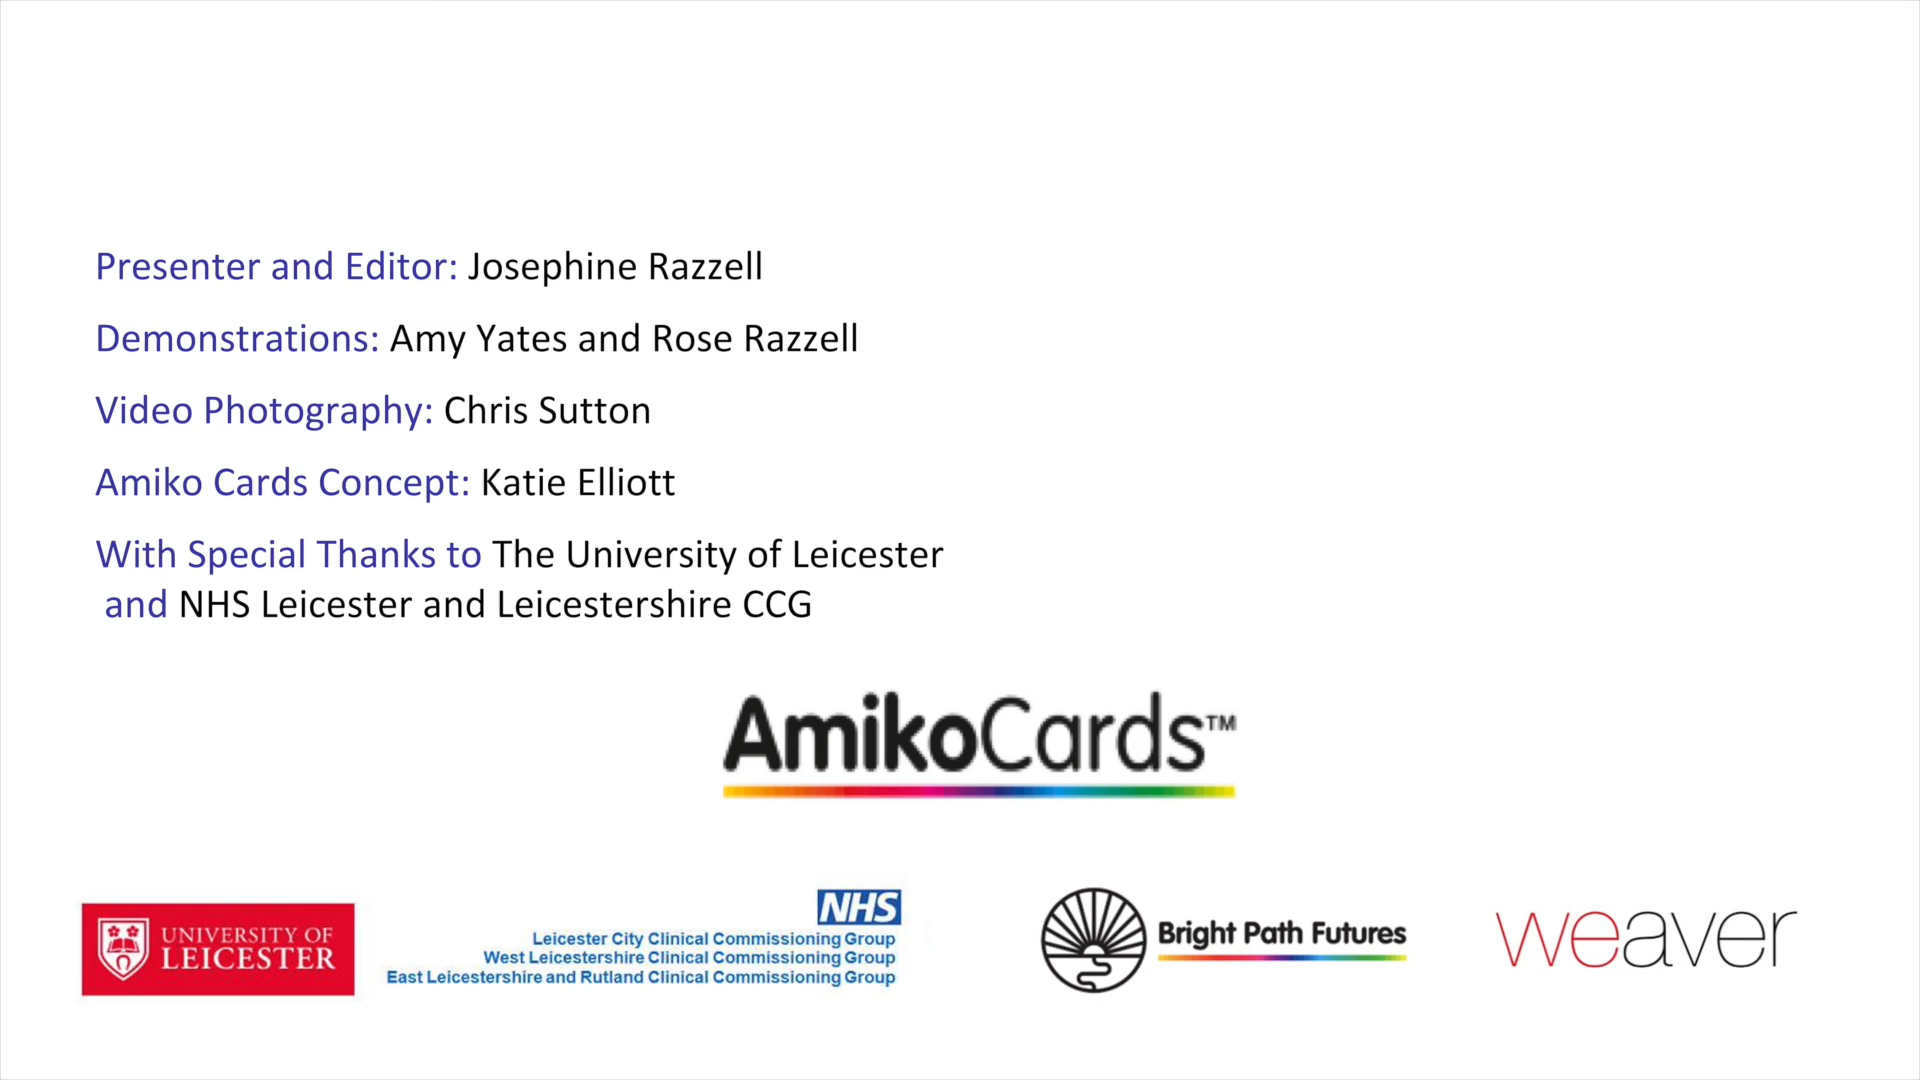 Presenter and Editor: Josephine Razzell
Demonstrations: Amy Yates and Rose Razzell
Video Photography: Chris Sutton
Amiko Cards Concept: Katie Elliott
With Special Thanks to The University of Leicester
and NHS Leicester and Leicestershire CCG
AmikoCards™
UNIVERSITY OF
LEICESTER
NHS
Leicester City Clinical Commissioning Group
West Leicestershire Clinical Commissioning Group
East Leicestershire and Rutland Clinical Commissioning Group
Bright Path Futures
weaver